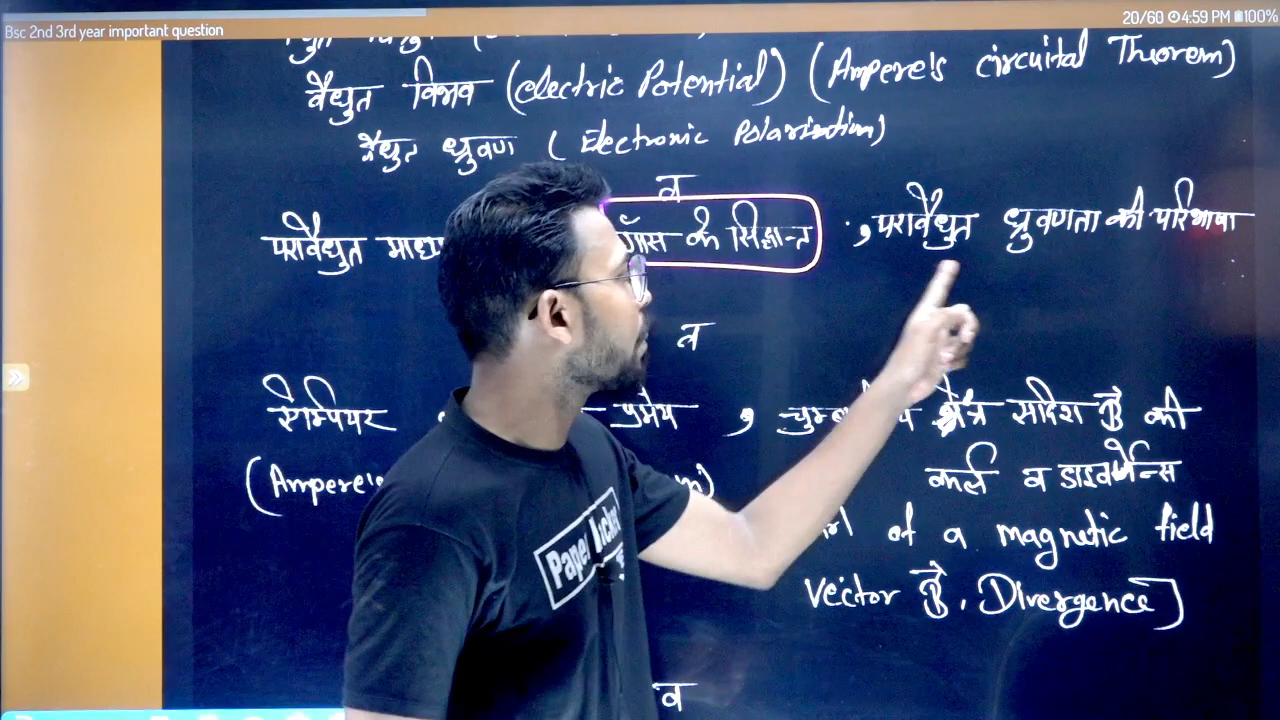 Bsc 2nd 3rd year important question
20/60 4:59 PM 100%
वैद्युत विभव (electric Potential) (Ampere's circuital Theorem)
वैद्युत ध्रुवण (Electronic Polarization)
व
परावैद्युत गॉस के सिद्धान्त , परावैद्युत ध्रुवणता की परिभाषा
व
ऐम्पियर प्रमेय , क्षेत्र सदिश B की
(Ampere's
कर्ल व डाइवर्जेन्स
of a magnetic field
Vector B, Divergence]
Paper
व